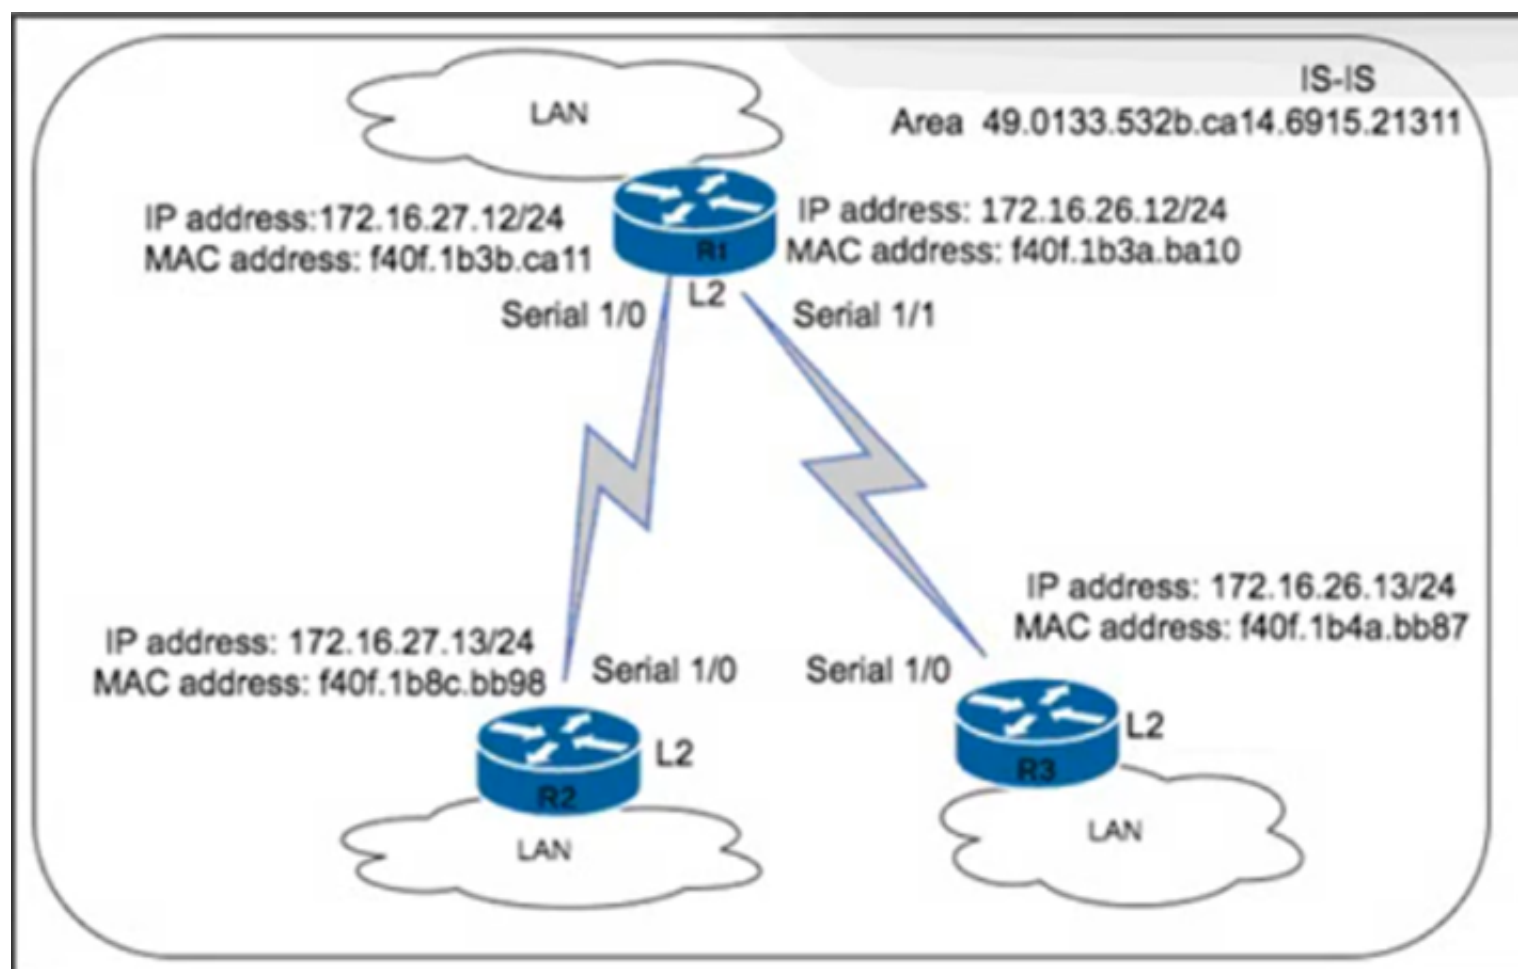 LAN
IS-IS
Area 49.0133.532b.ca14.6915.21311
IP address:172.16.27.12/24
MAC address: f40f.1b3b.ca11
IP address: 172.16.26.12/24
MAC address: f40f.1b3a.ba10
R1
L2
Serial 1/0
Serial 1/1
IP address: 172.16.27.13/24
MAC address: f40f.1b8c.bb98
Serial 1/0
R2
L2
LAN
IP address: 172.16.26.13/24
MAC address: f40f.1b4a.bb87
Serial 1/0
L2
R3
LAN